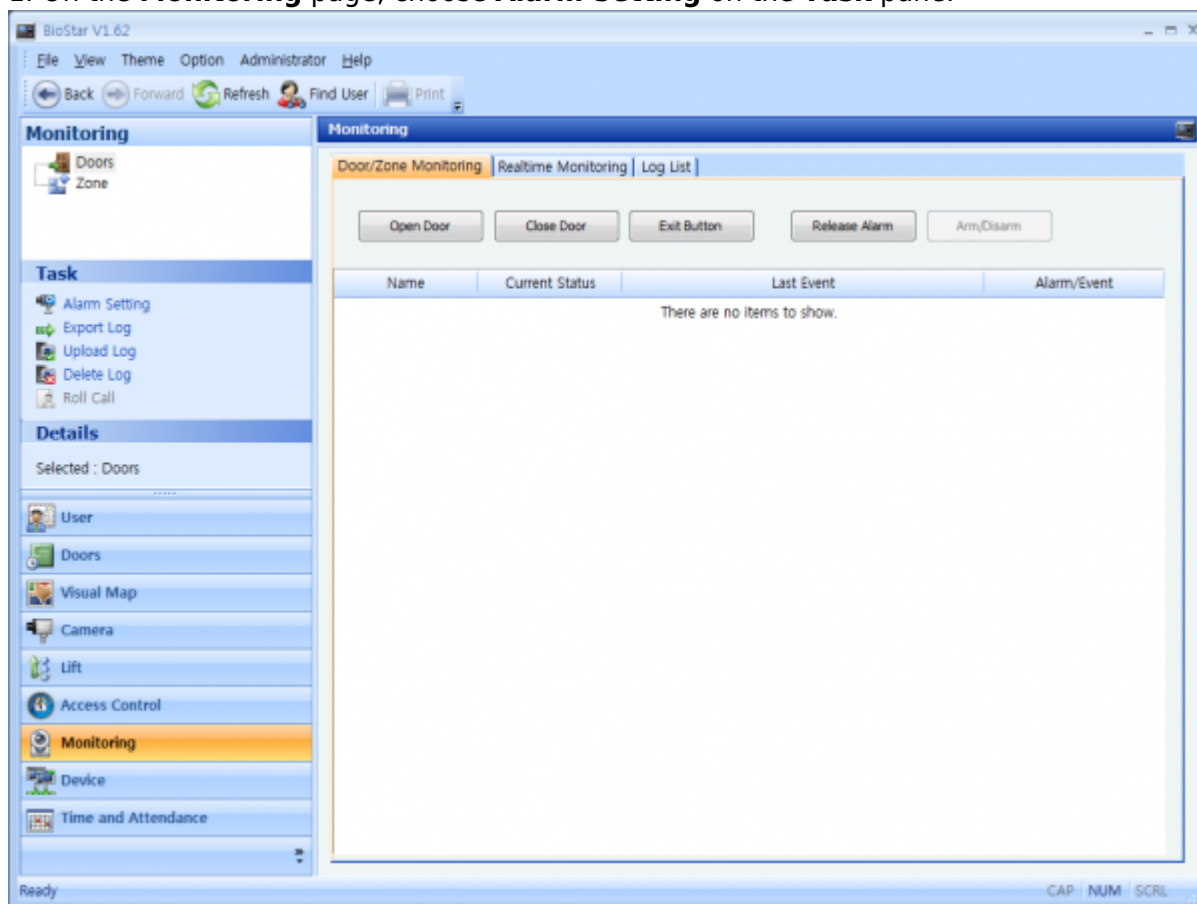 1. On the Monitoring page, choose Alarm Setting on the Task panel
BioStar V1.62
File View Theme Option Administrator Help
Back Forward Refresh Find User Print
Monitoring
Doors
Zone
Task
Alarm Setting
Export Log
Upload Log
Delete Log
Roll Call
Details
Selected : Doors
User
Doors
Visual Map
Camera
Lift
Access Control
Monitoring
Device
Time and Attendance
Monitoring
Door/Zone Monitoring Realtime Monitoring Log List
Open Door Close Door Exit Button Release Alarm Arm/Disarm
Name Current Status Last Event Alarm/Event
There are no items to show.
Ready CAP NUM SCRL